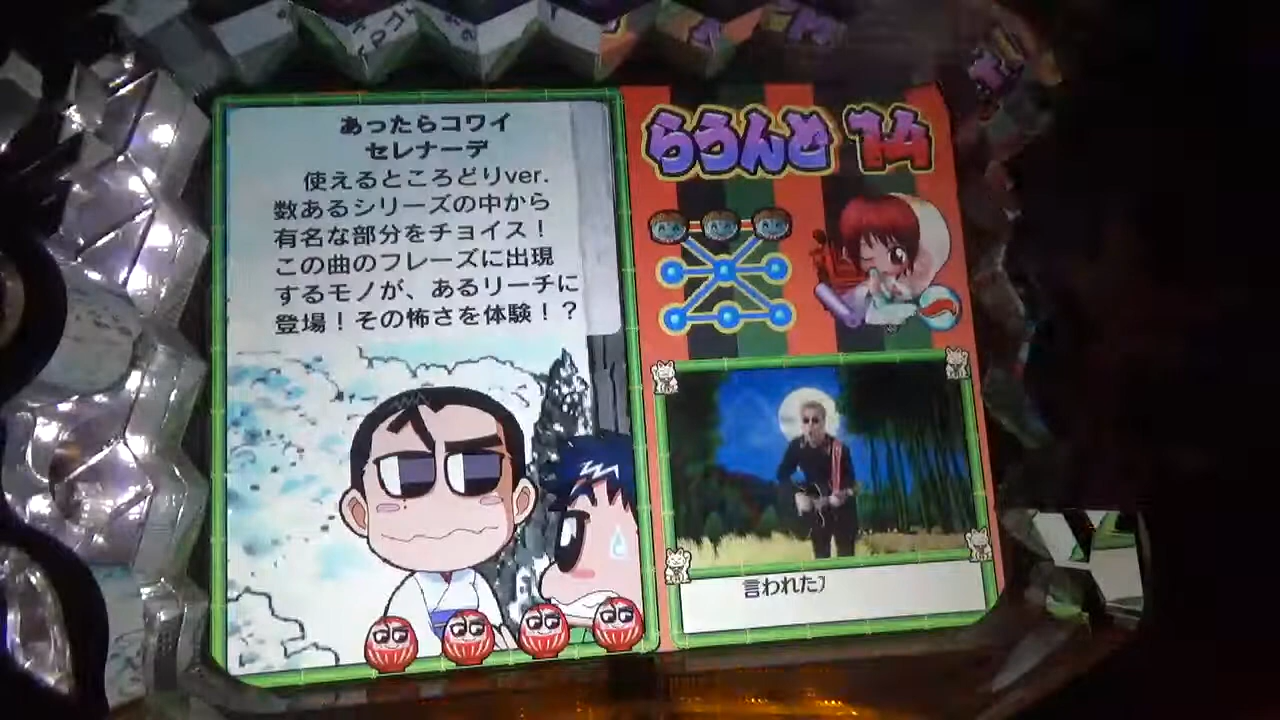 あったらコワイ
セレナーデ
使えるところどりver.
数あるシリーズの中から
有名な部分をチョイス！
この曲のフレーズに出現
するモノが、あるリーチに
登場！その怖さを体験！？
らうんど 14
言われた